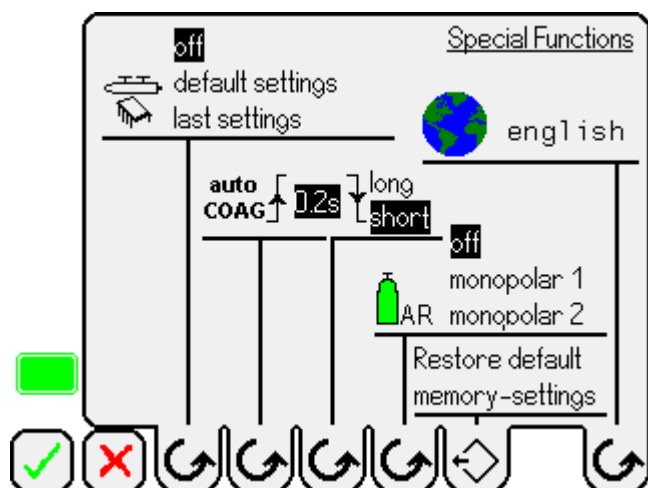 Special Functions
off
default settings
last settings
english
auto
COAG
0.2s
long
short
off
monopolar 1
AR monopolar 2
Restore default
memory-settings